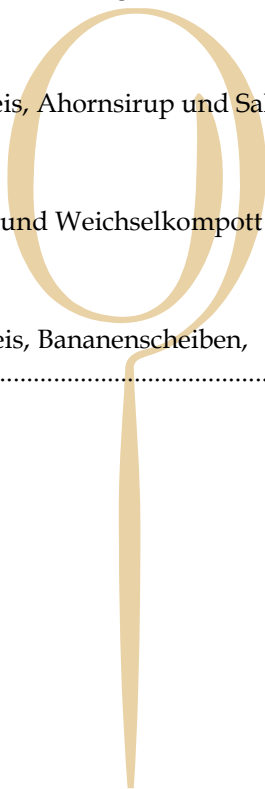 eis, Ahornsirup und Sa
und Weichselkompott
eis, Bananenscheiben,
................................................